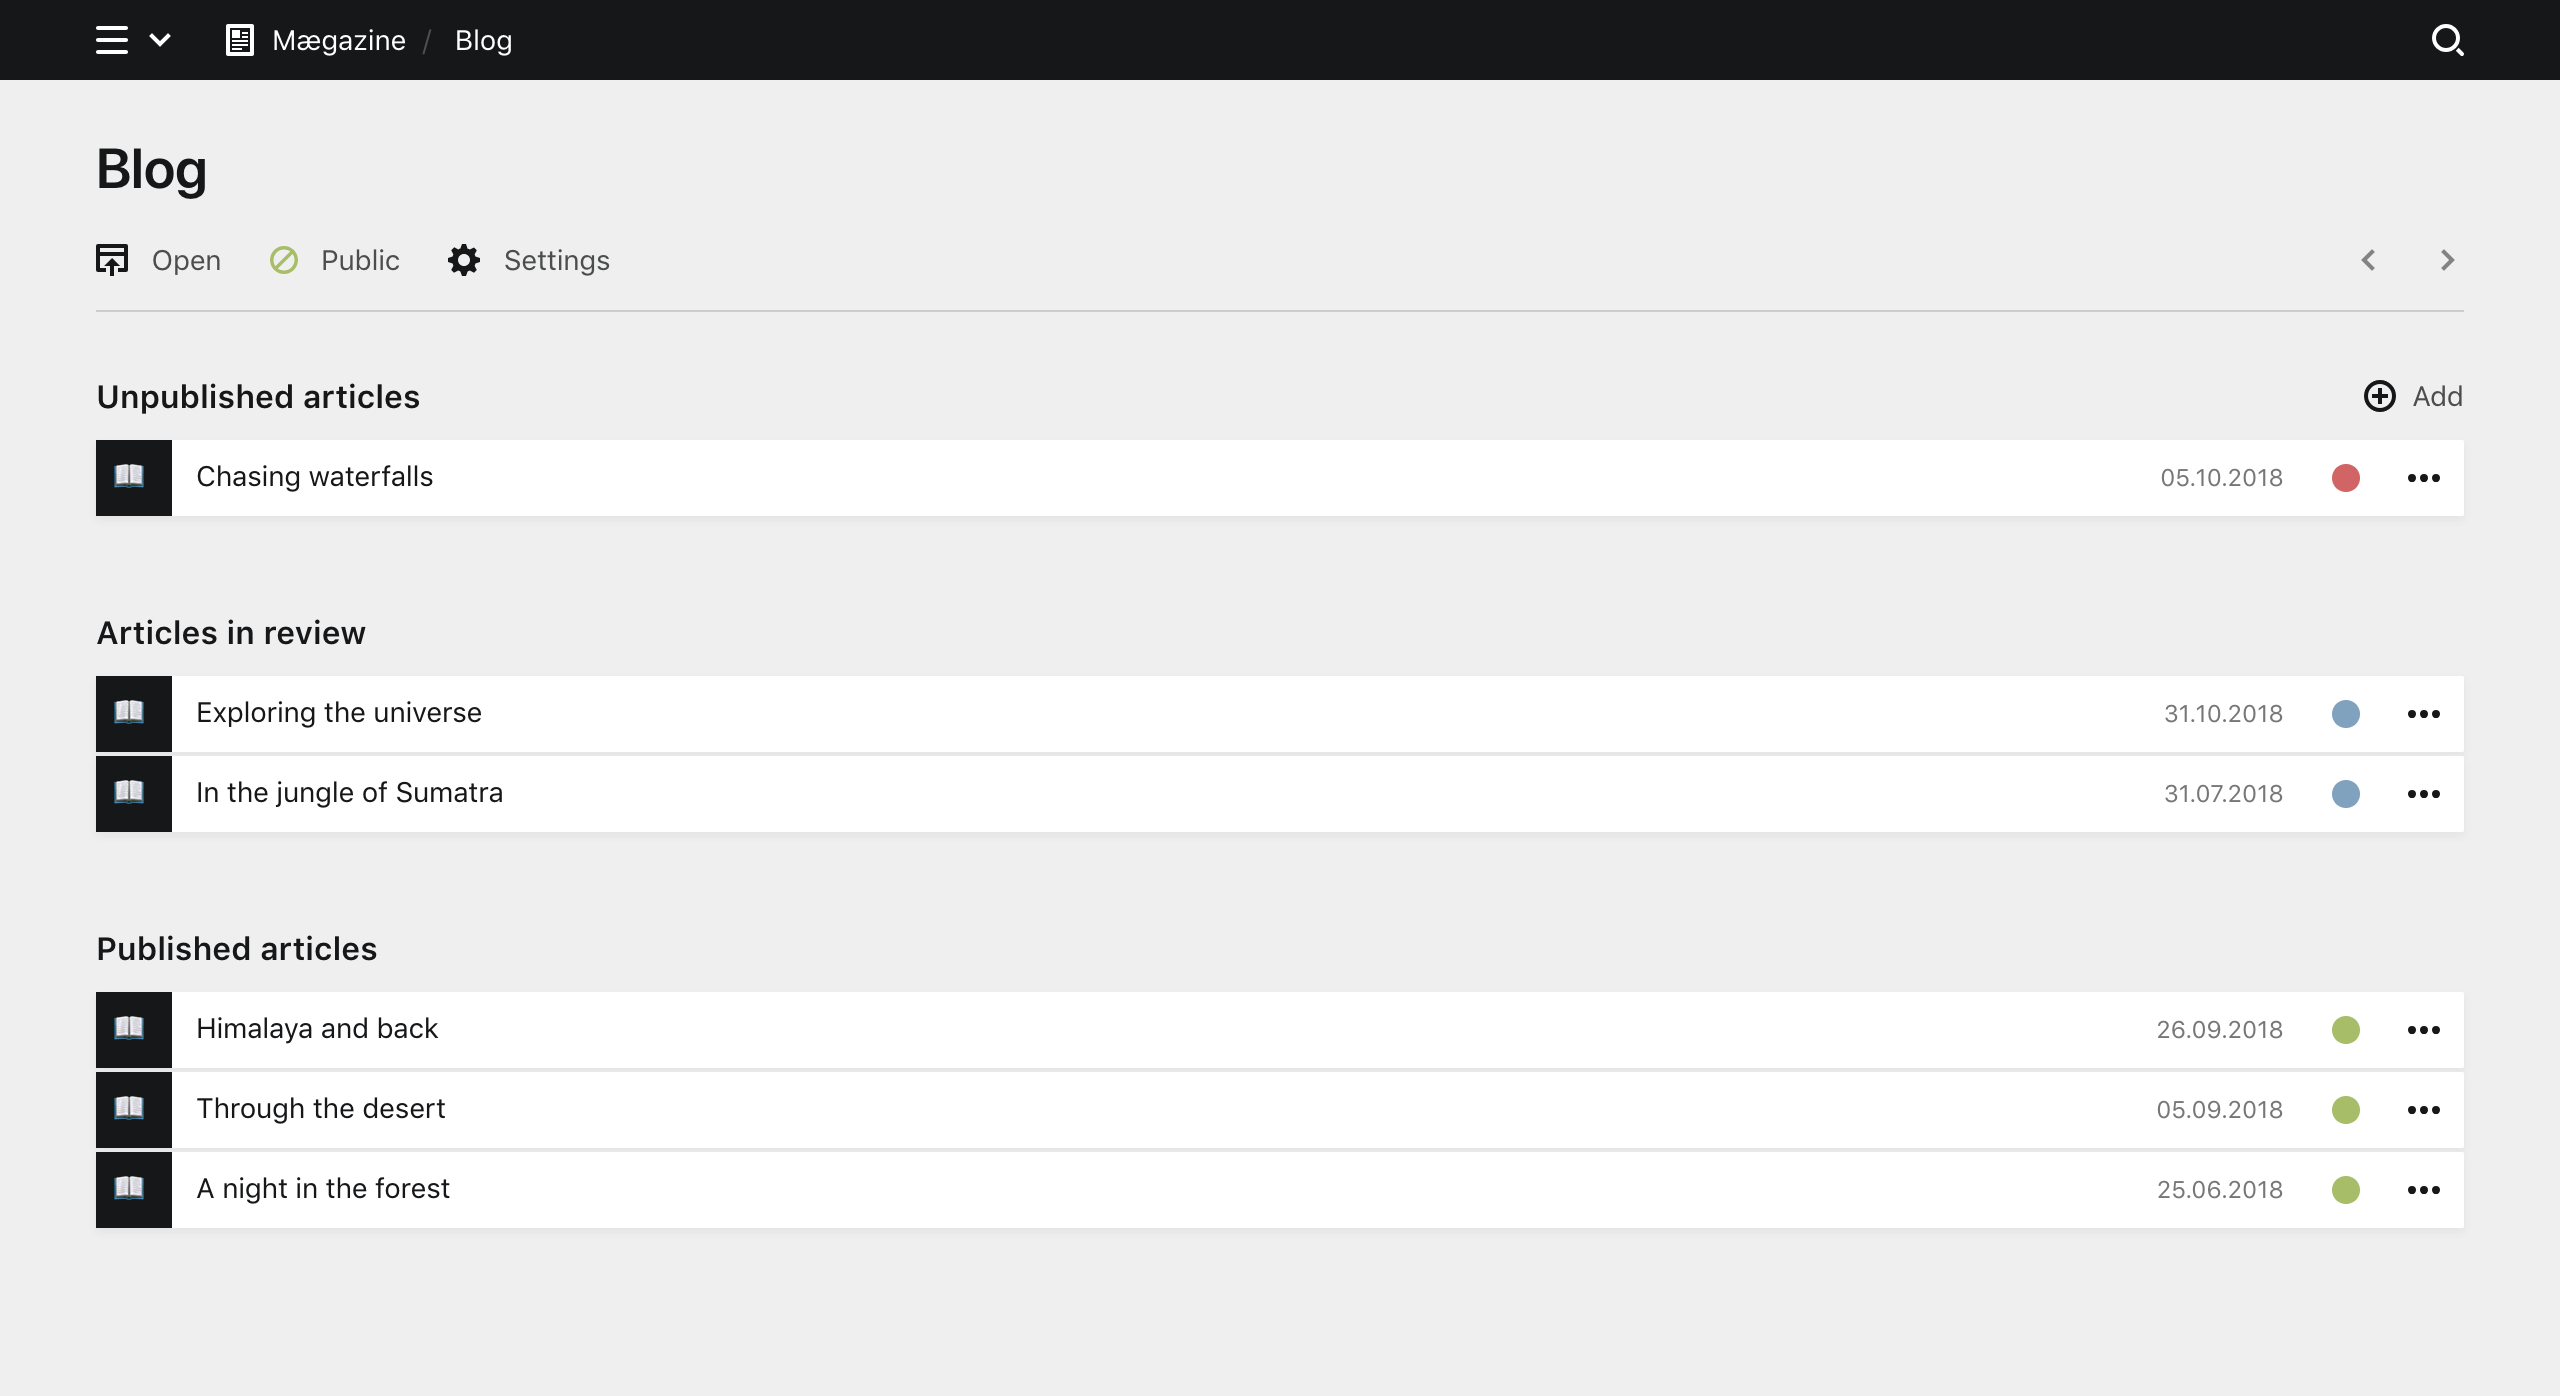 Mægazine / Blog
Blog
Open Public Settings
Unpublished articles Add
Chasing waterfalls 05.10.2018
Articles in review
Exploring the universe 31.10.2018
In the jungle of Sumatra 31.07.2018
Published articles
Himalaya and back 26.09.2018
Through the desert 05.09.2018
A night in the forest 25.06.2018